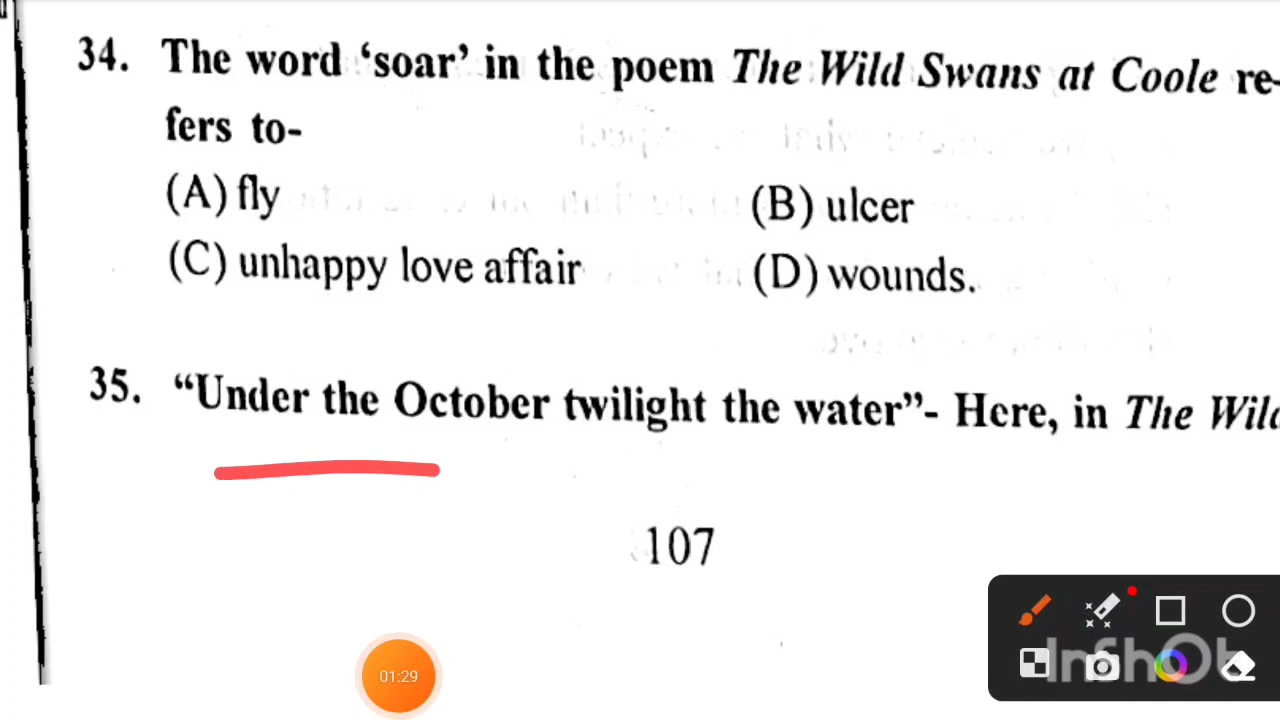 34. The word ‘soar’ in the poem The Wild Swans at Coole re-
fers to-
(A) fly (B) ulcer
(C) unhappy love affair (D) wounds.
35. “Under the October twilight the water”- Here, in The Wild
107
01:29
InShOt